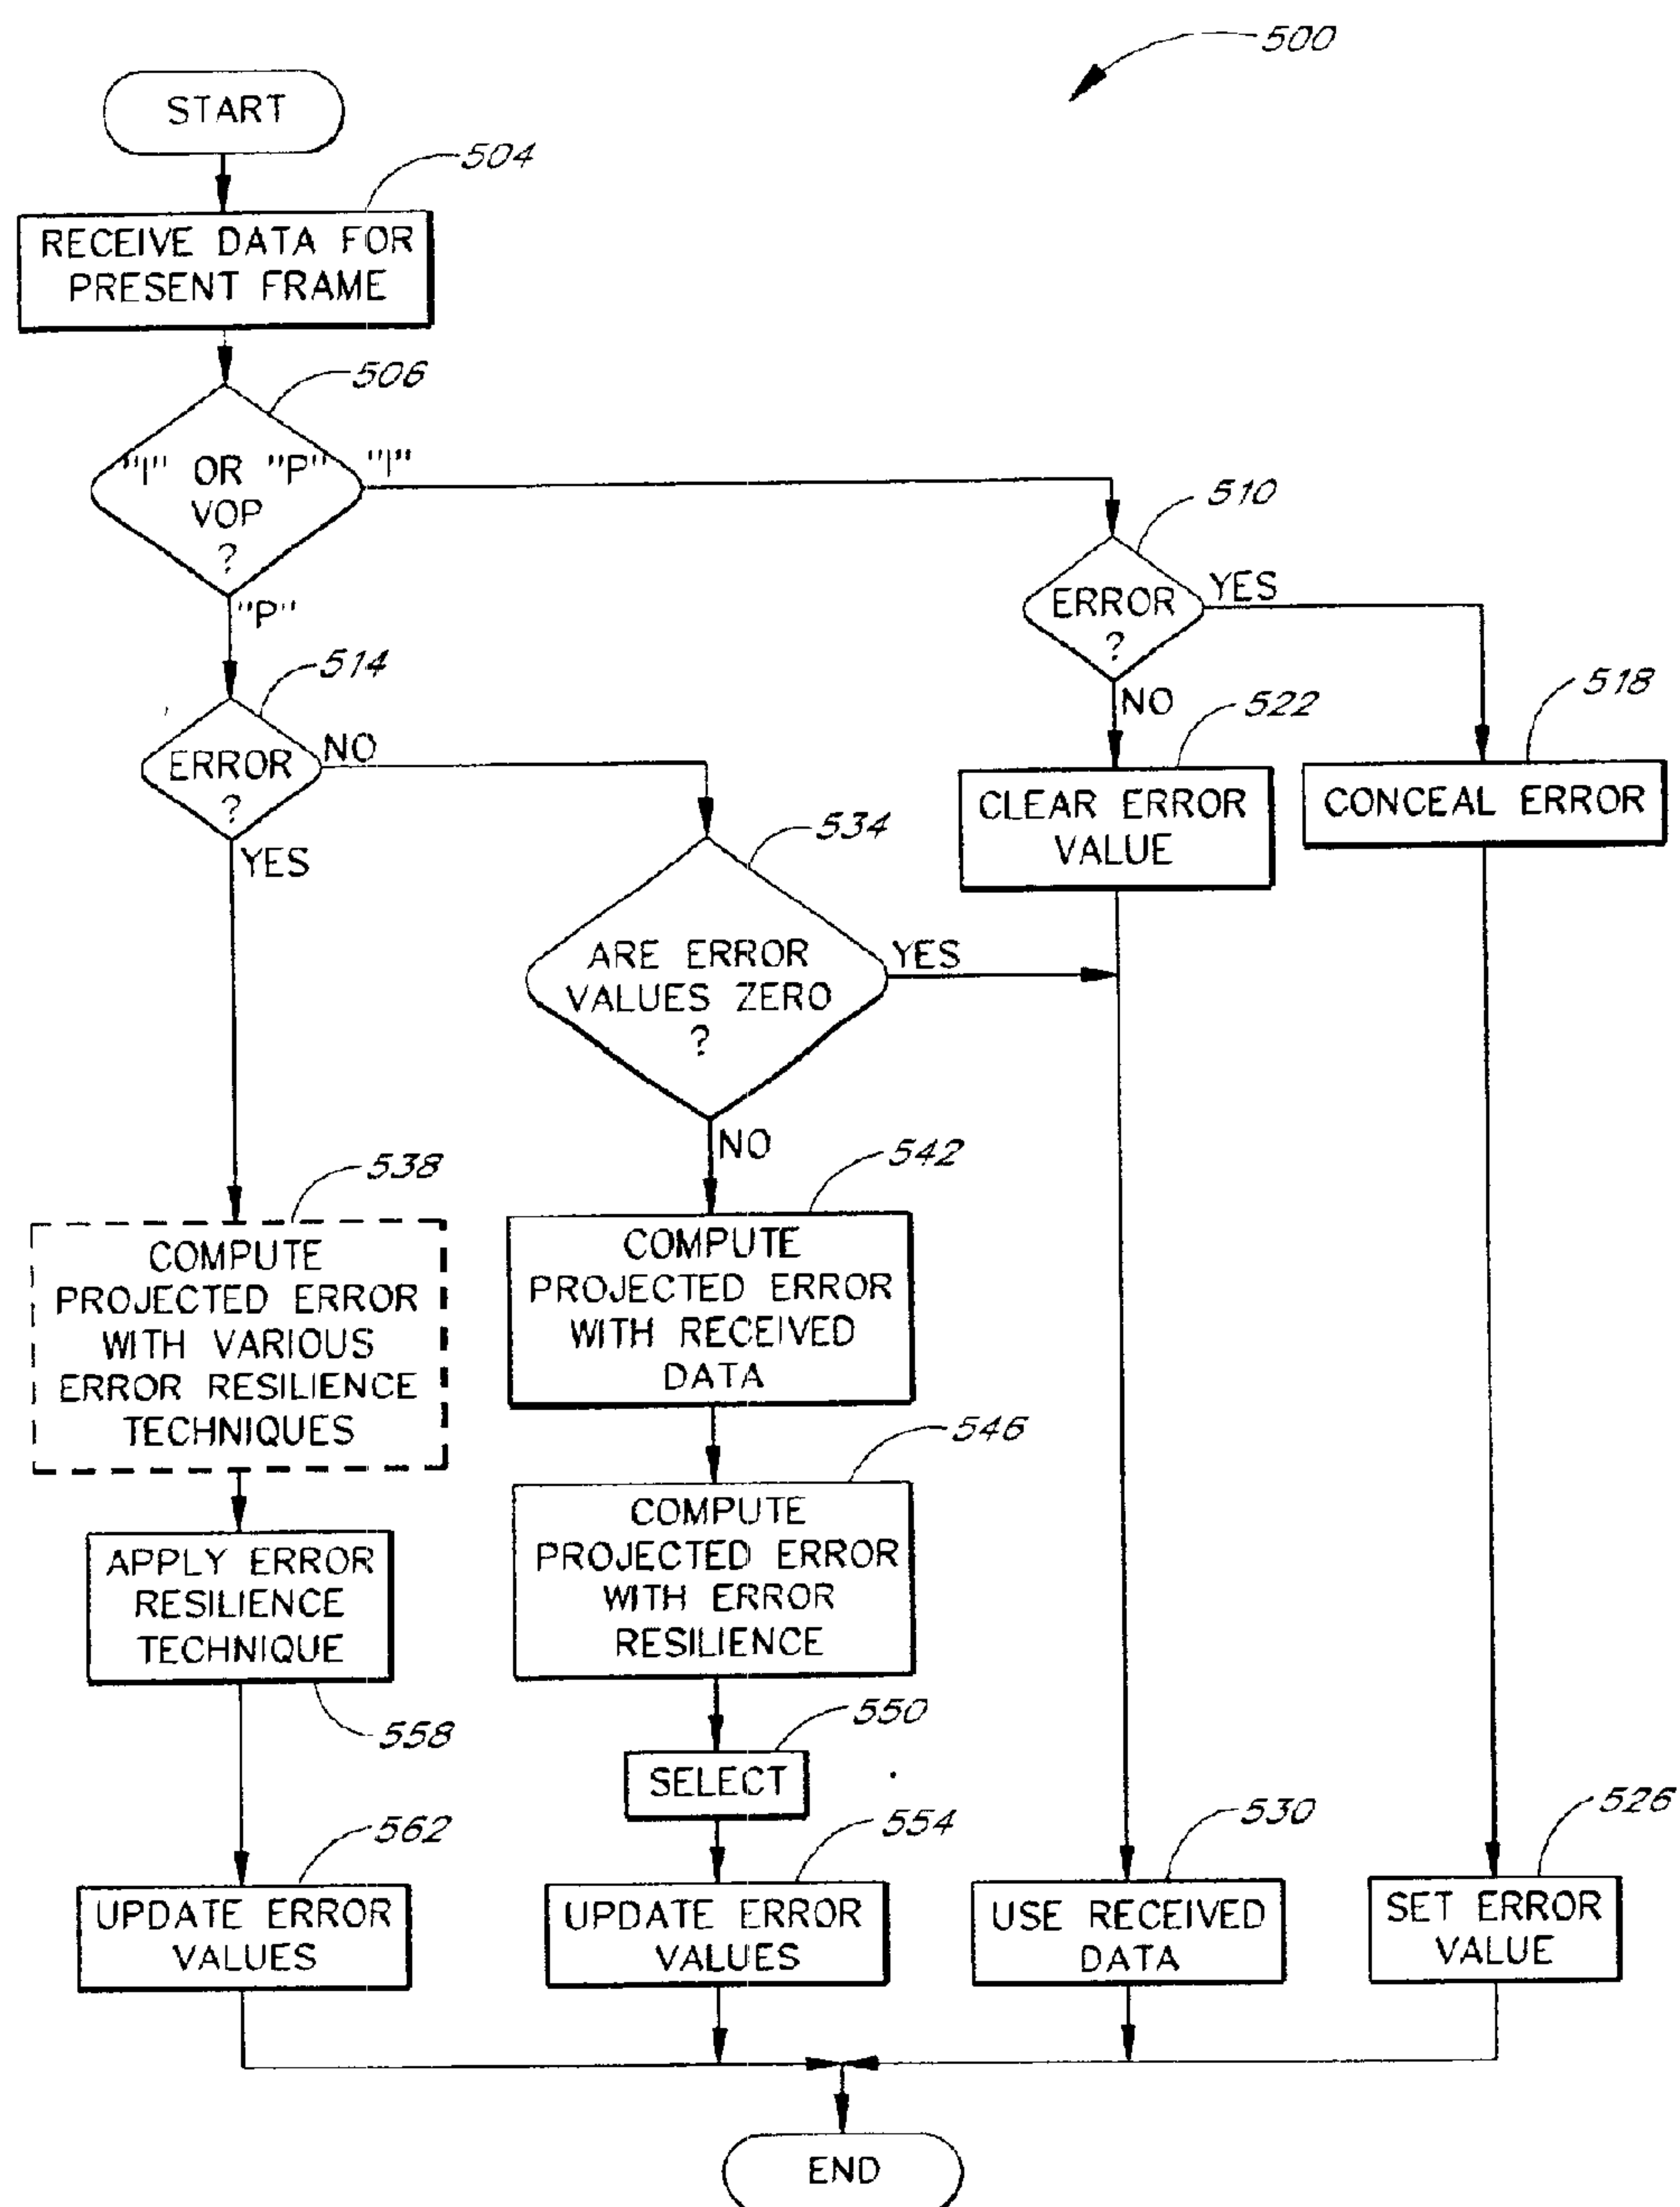 500
START
504
RECEIVE DATA FOR
PRESENT FRAME
506
"I" OR "P"
VOP
?
"I"
"P"
510
ERROR
?
YES
NO
514
ERROR
?
NO
YES
518
CONCEAL ERROR
522
CLEAR ERROR
VALUE
534
ARE ERROR
VALUES ZERO
?
YES
NO
538
COMPUTE
PROJECTED ERROR
WITH VARIOUS
ERROR RESILIENCE
TECHNIQUES
542
COMPUTE
PROJECTED ERROR
WITH RECEIVED
DATA
546
COMPUTE
PROJECTED ERROR
WITH ERROR
RESILIENCE
APPLY ERROR
RESILIENCE
TECHNIQUE
558
550
SELECT
562
UPDATE ERROR
VALUES
554
UPDATE ERROR
VALUES
530
USE RECEIVED
DATA
526
SET ERROR
VALUE
END